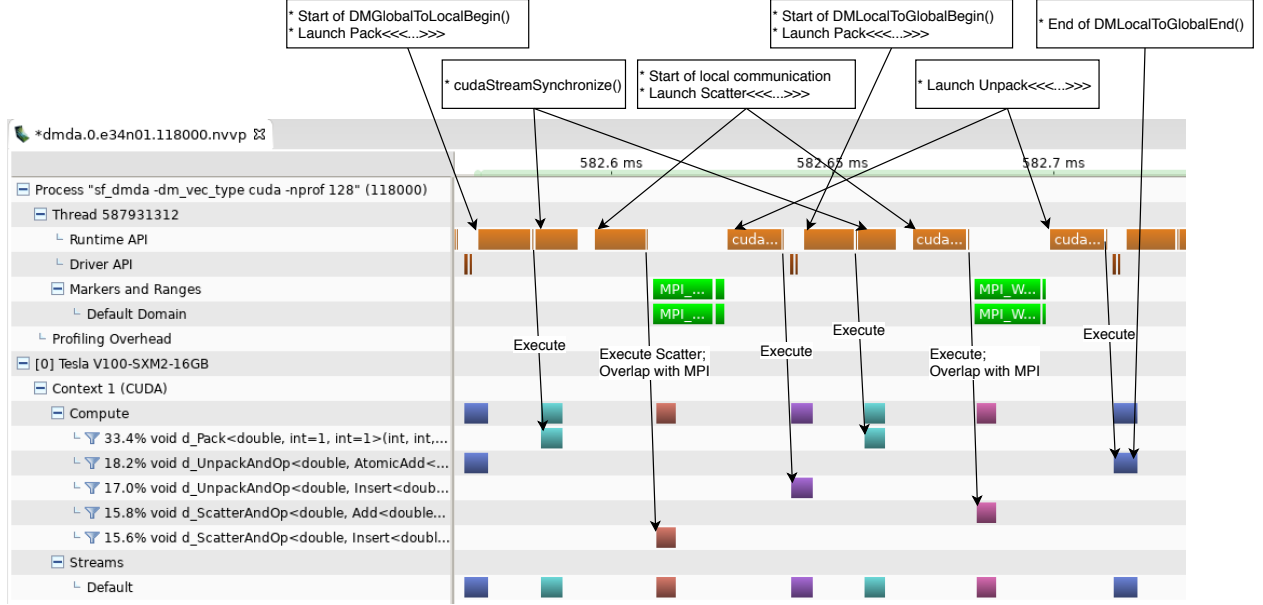 * Start of DMGlobalToLocalBegin()
* Launch Pack<<<...>>>
* Start of DMLocalToGlobalBegin()
* Launch Pack<<<...>>>
* End of DMLocalToGlobalEnd()
* cudaStreamSynchronize()
* Start of local communication
* Launch Scatter<<<...>>>
* Launch Unpack<<<...>>>
*dmda.0.e34n01.118000.nvvp
582.6 ms
582.65 ms
582.7 ms
Process "sf_dmda -dm_vec_type cuda -nprof 128" (118000)
Thread 587931312
Runtime API
cuda...
cuda...
cuda...
Driver API
Markers and Ranges
MPI_...
MPI_W...
Default Domain
MPI_...
MPI_W...
Profiling Overhead
Execute
Execute Scatter;
Overlap with MPI
Execute
Execute
Execute;
Overlap with MPI
Execute
[0] Tesla V100-SXM2-16GB
Context 1 (CUDA)
Compute
33.4% void d_Pack<double, int=1, int=1>(int, int,...
18.2% void d_UnpackAndOp<double, AtomicAdd<...
17.0% void d_UnpackAndOp<double, Insert<doub...
15.8% void d_ScatterAndOp<double, Add<double...
15.6% void d_ScatterAndOp<double, Insert<doubl...
Streams
Default